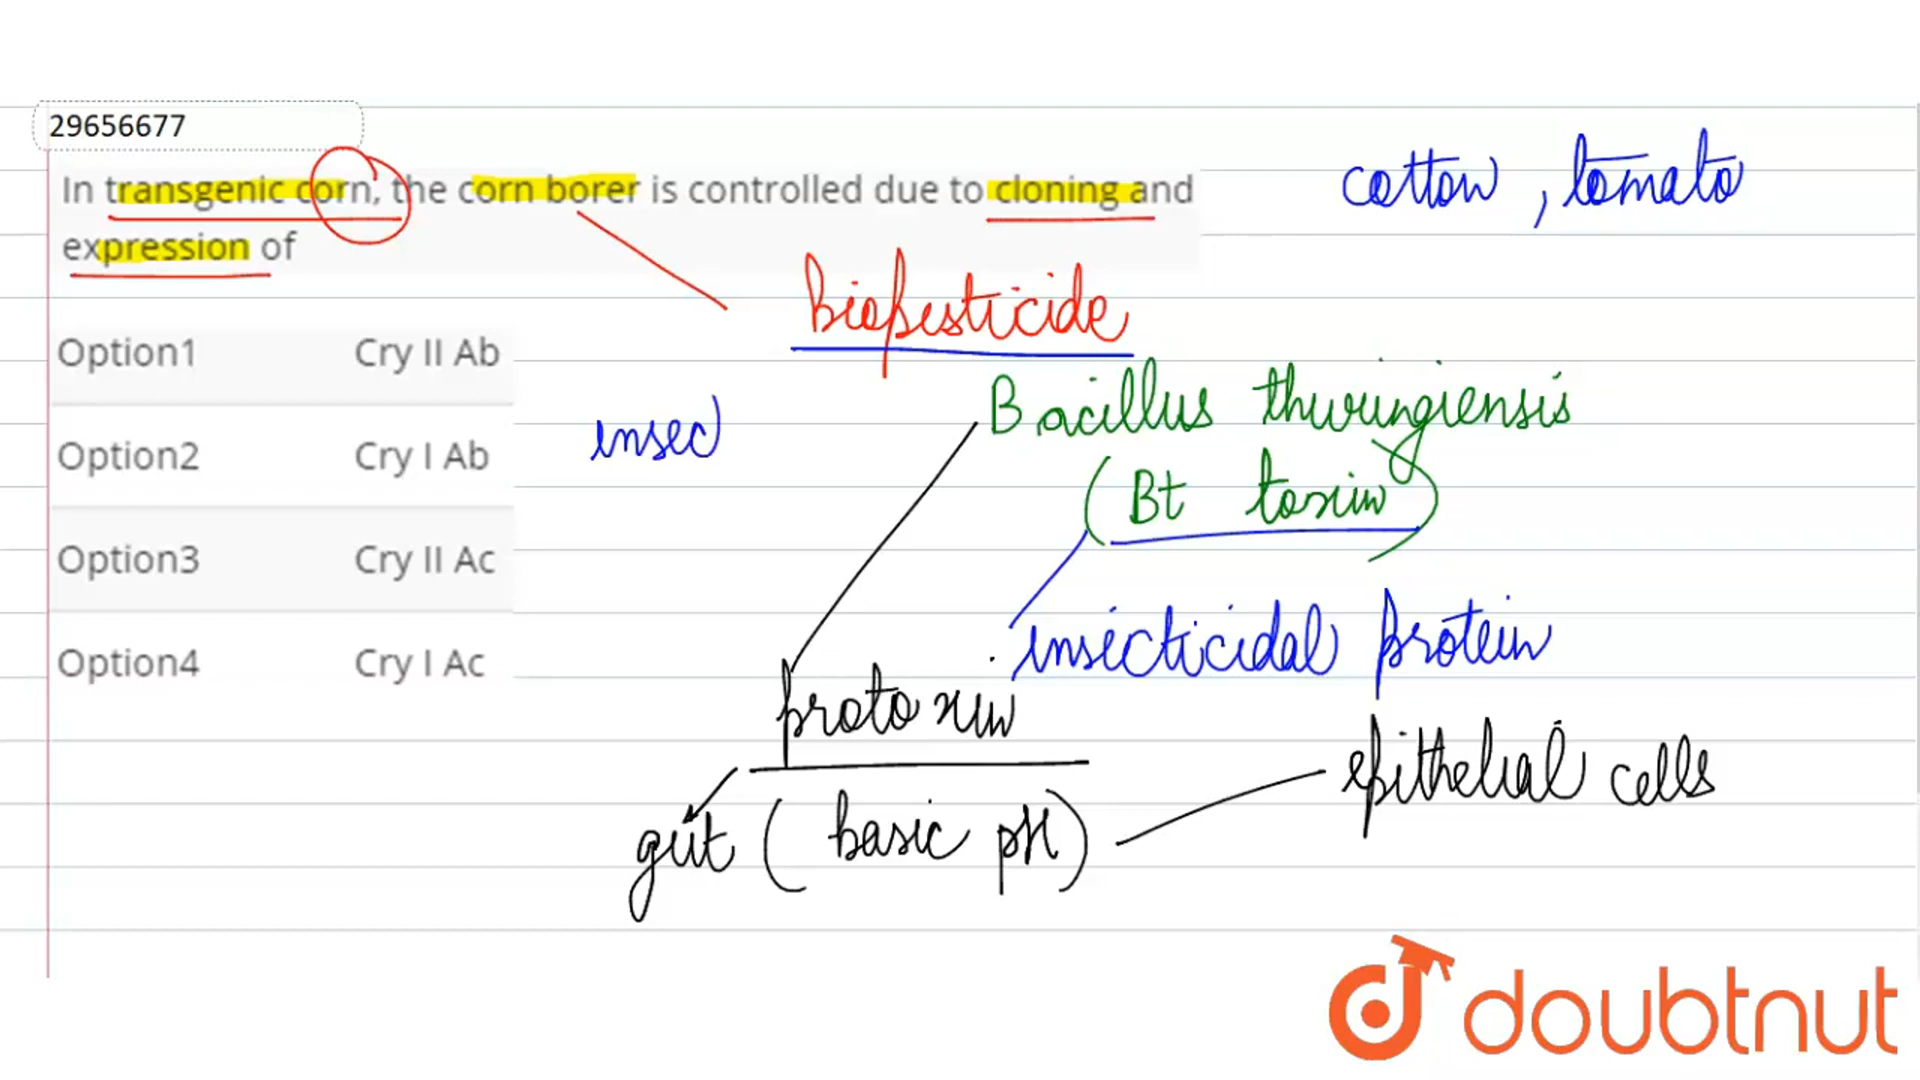 29656677
In transgenic corn, the corn borer is controlled due to cloning and
expression of
cotton, tomato
Biopesticide
Option1 Cry II Ab
Bacillus thuringiensis
insec
Option2 Cry I Ab
(Bt toxin)
Option3 Cry II Ac
insecticidal protein
Option4 Cry I Ac
protoxin
epithelial cells
gut (basic pH)
doubtnut